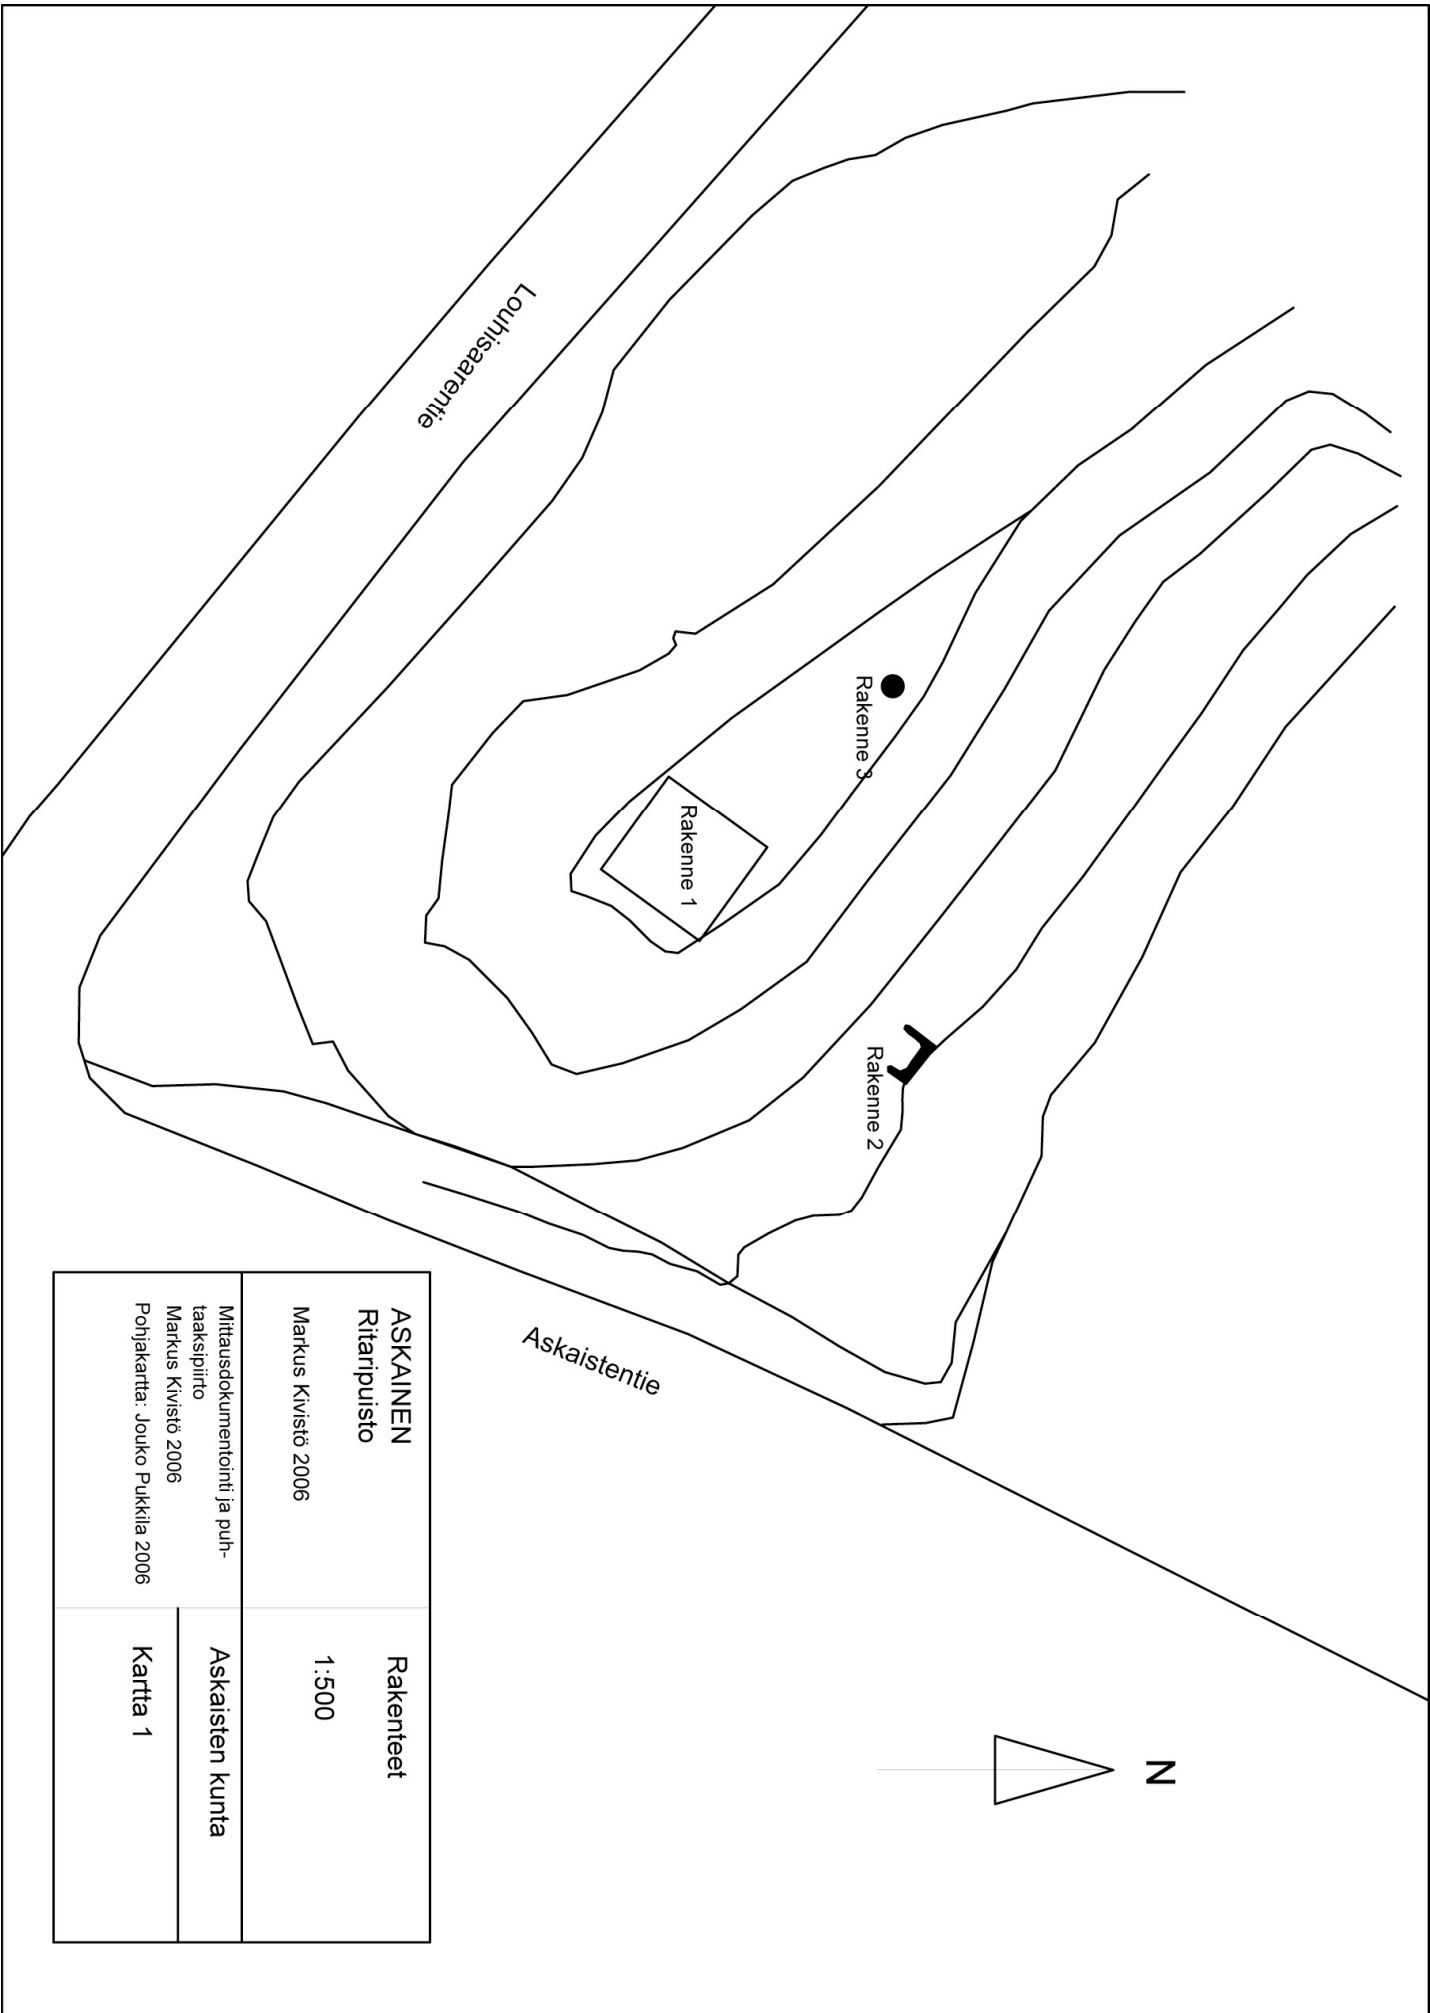 N
Louhisaarentie
Rakenne 3
Rakenne 1
Rakenne 2
Askaistentie
ASKAINEN
Ritaripuisto
Markus Kivistö 2006
Rakenteet
1:500
Mittausdokumentointi ja puh-
taaksipiirto
Markus Kivistö 2006
Pohjakartta: Jouko Pukkila 2006
Askaisten kunta
Kartta 1